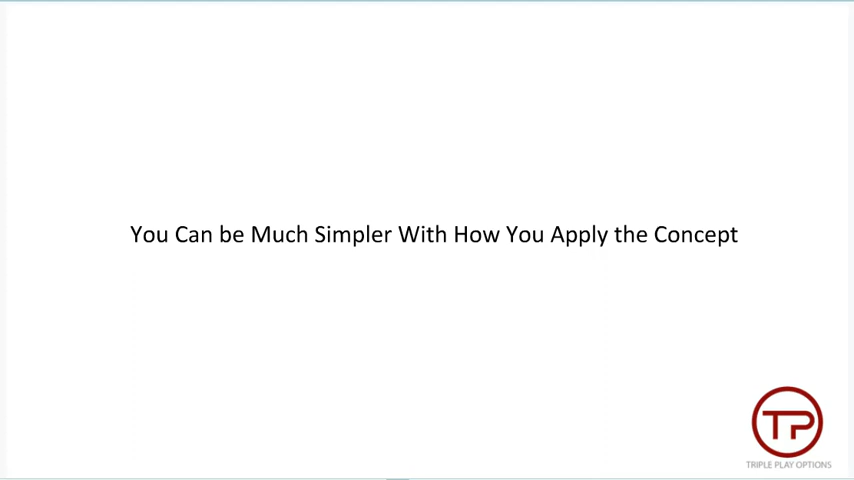 You Can be Much Simpler With How You Apply the Concept
TP
TRIPLE PLAY OPTIONS